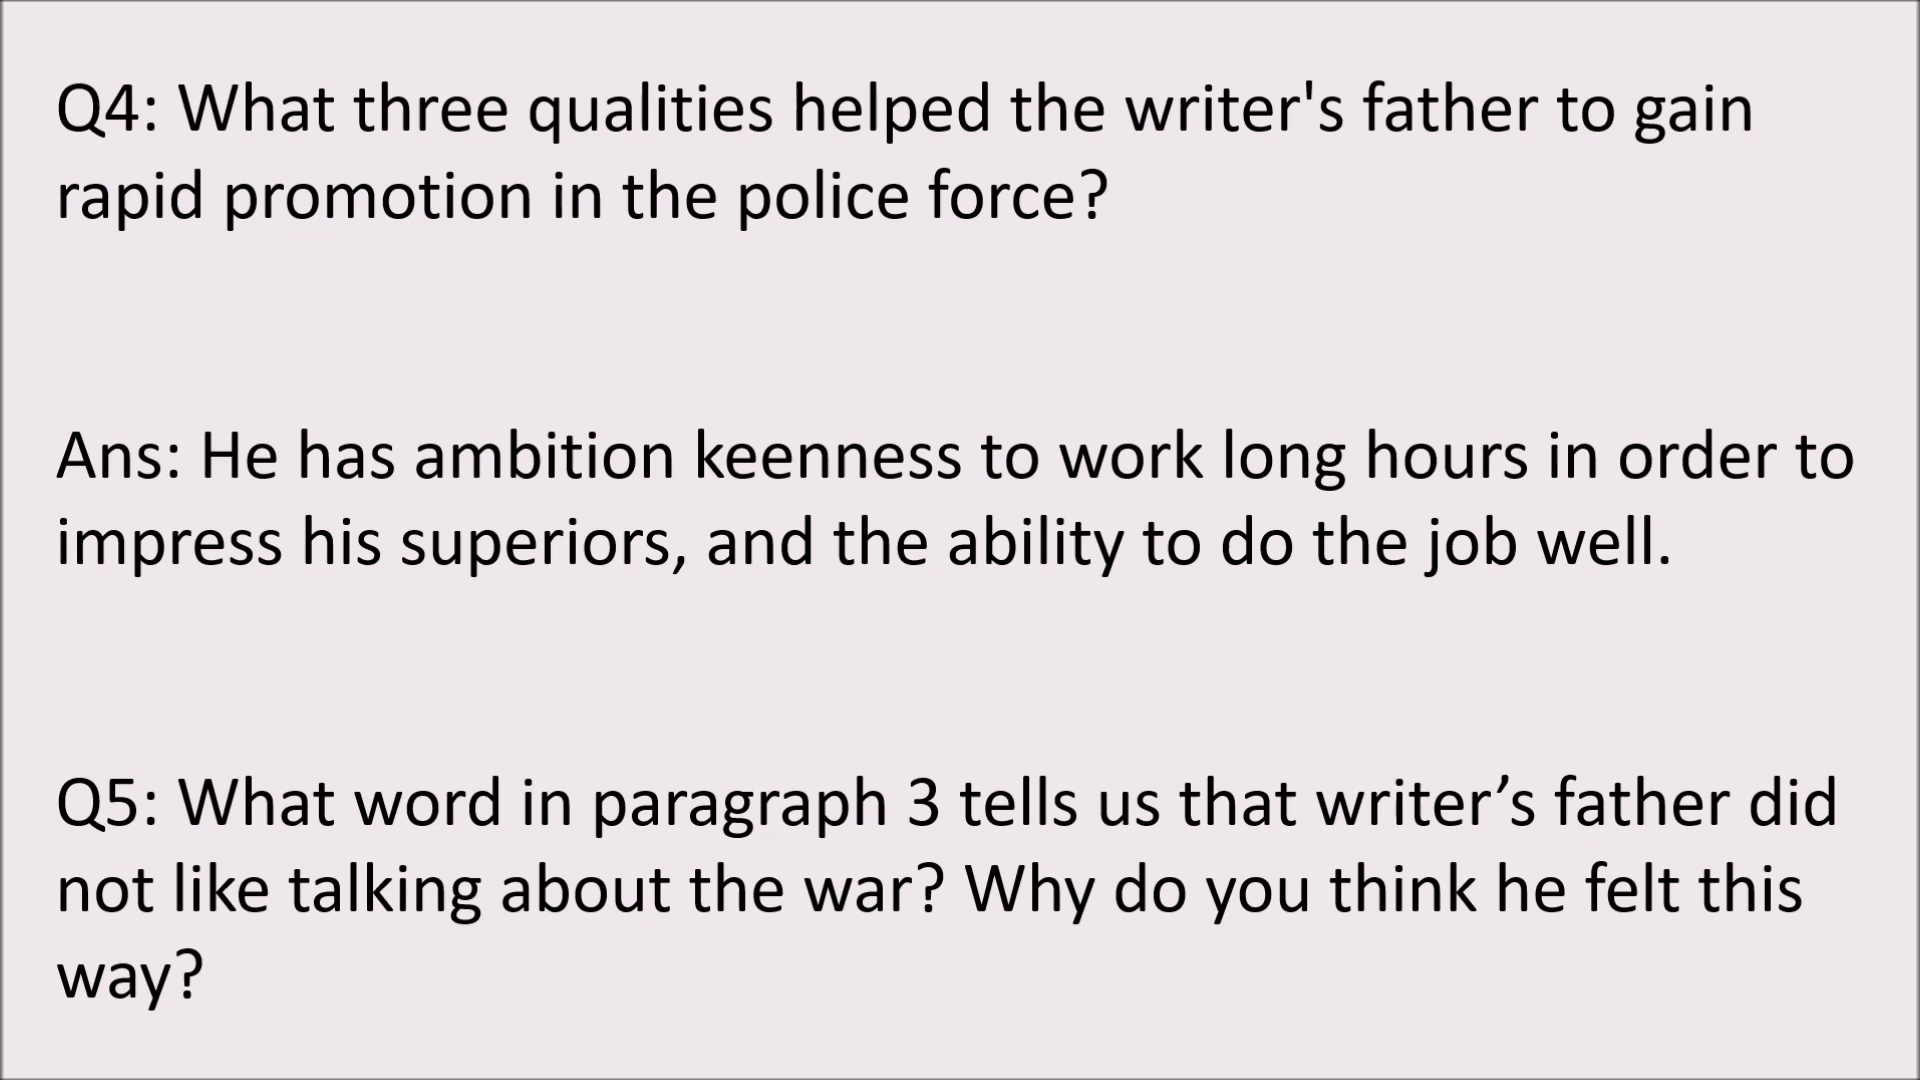 Q4: What three qualities helped the writer's father to gain
rapid promotion in the police force?
Ans: He has ambition keenness to work long hours in order to
impress his superiors, and the ability to do the job well.
Q5: What word in paragraph 3 tells us that writer’s father did
not like talking about the war? Why do you think he felt this
way?